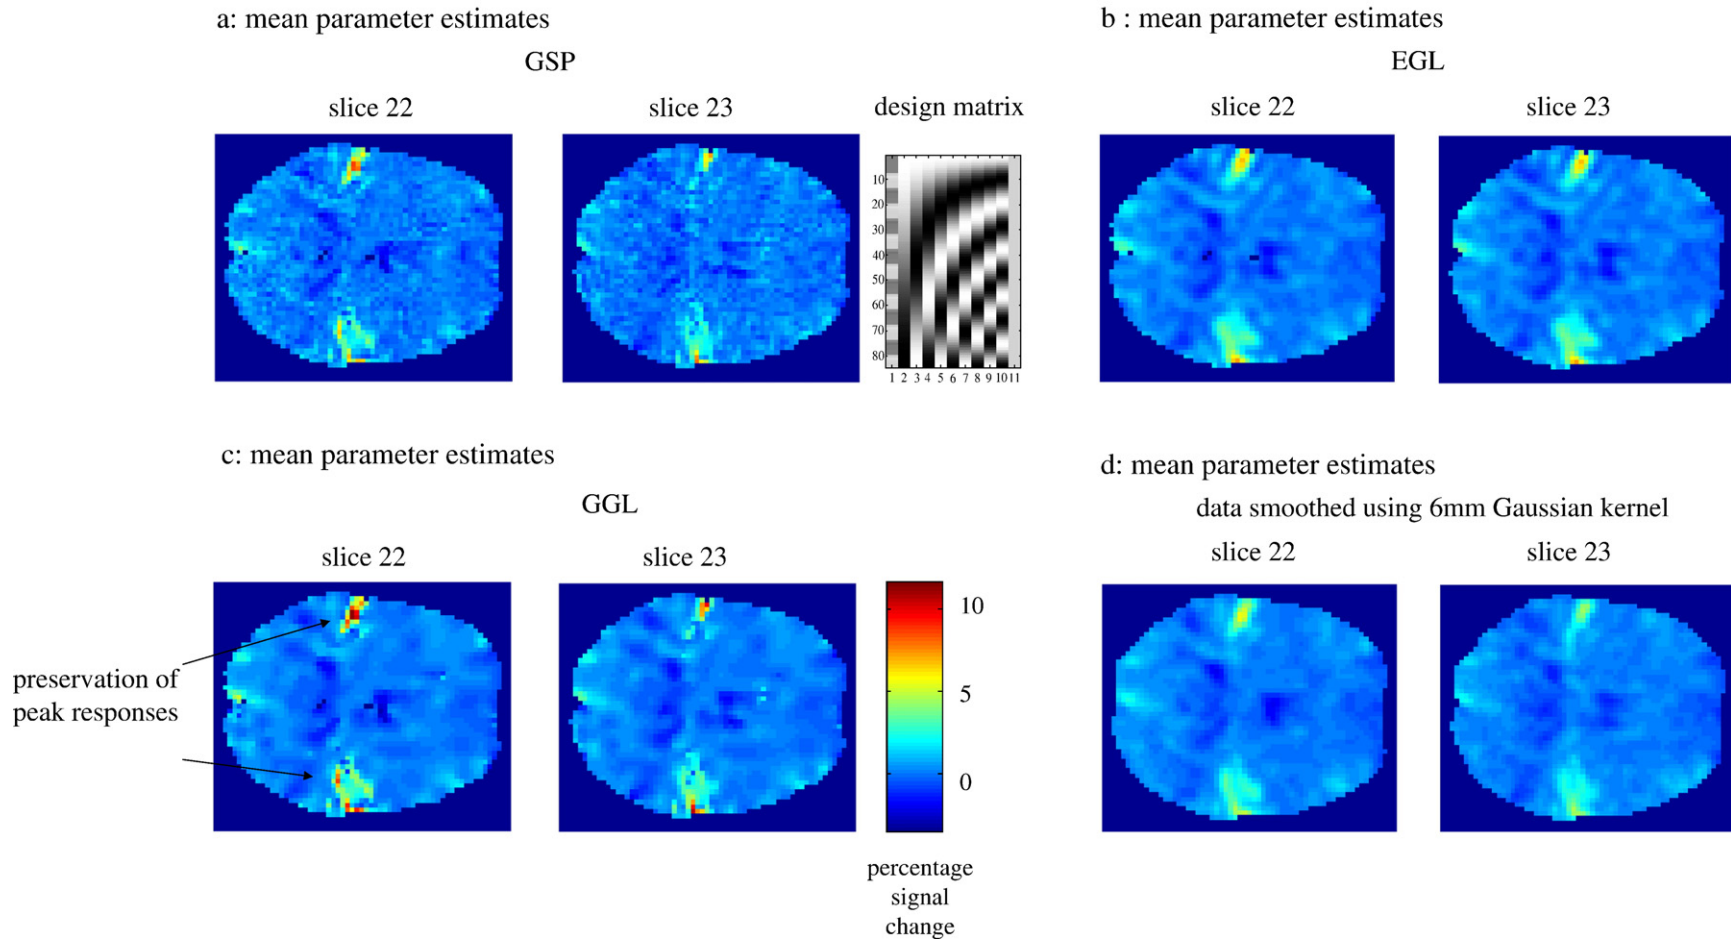 a: mean parameter estimates
GSP
slice 22
slice 23
design matrix
10
20
30
40
50
60
70
80
1 2 3 4 5 6 7 8 9 10 11
b : mean parameter estimates
EGL
slice 22
slice 23
c: mean parameter estimates
GGL
slice 22
slice 23
preservation of
peak responses
10
5
0
percentage
signal
change
d: mean parameter estimates
data smoothed using 6mm Gaussian kernel
slice 22
slice 23